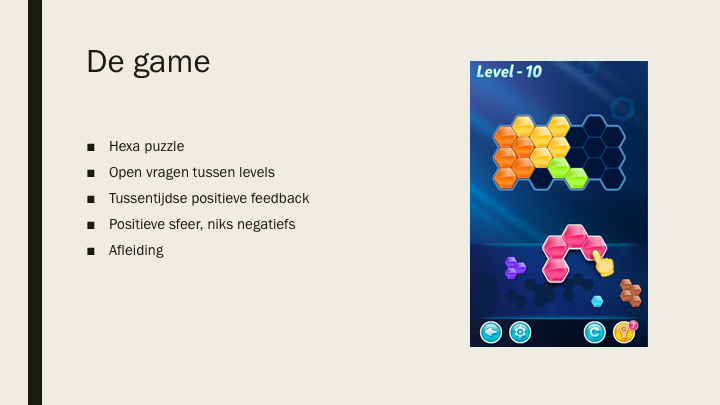 De game
■ Hexa puzzle
■ Open vragen tussen levels
■ Tussentijdse positieve feedback
■ Positieve sfeer, niks negatiefs
■ Afleiding
Level - 10